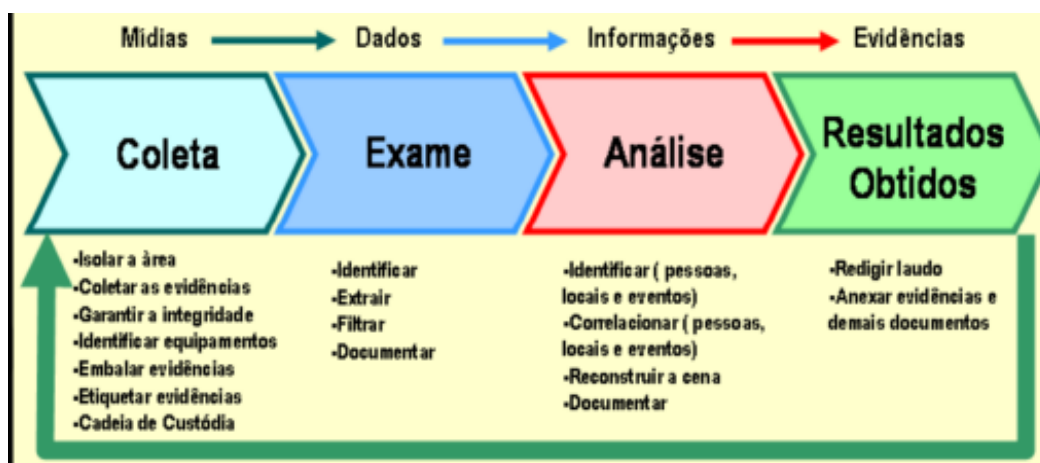 Mídias Dados Informações Evidências
Coleta
Exame
Análise
Resultados
Obtidos
-Isolar a àrea
-Coletar as evidências
-Garantir a integridade
-Identificar equipamentos
-Embalar evidências
-Etiquetar evidências
-Cadeia de Custódia
-Identificar
-Extrair
-Filtrar
-Documentar
-Identificar ( pessoas,
locais e eventos)
-Correlacionar ( pessoas,
locais e eventos)
-Reconstruir a cena
-Documentar
-Redigir laudo
-Anexar evidências e
demais documentos